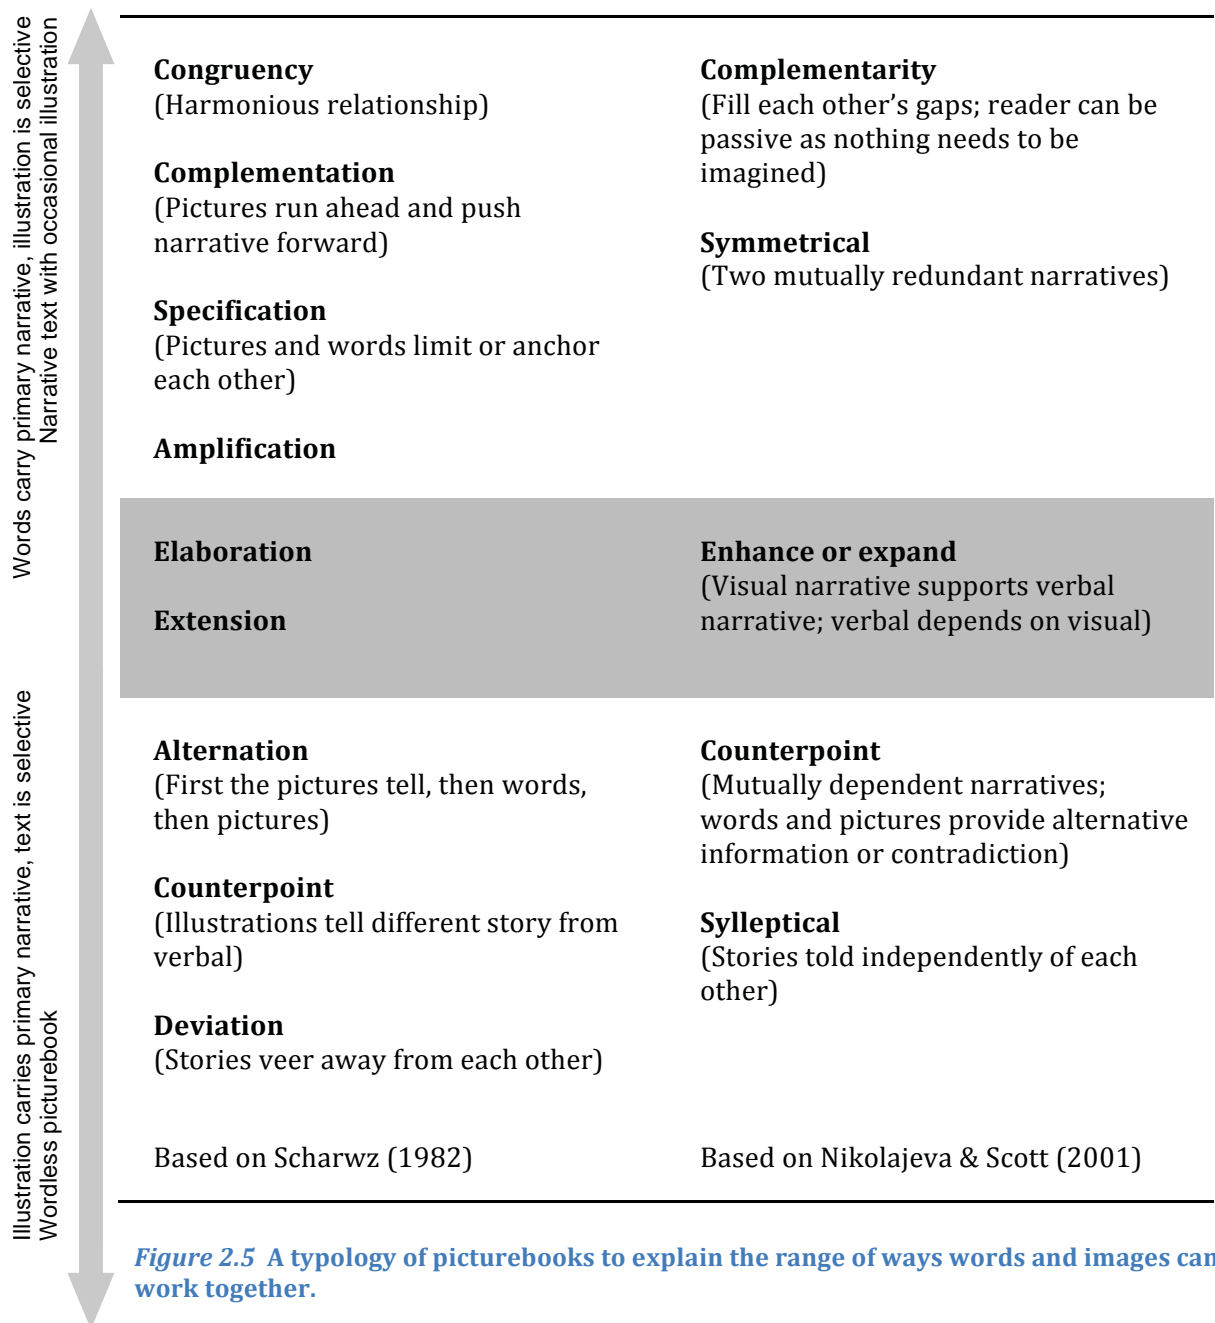 Words carry primary narrative, illustration is selective
Narrative text with occasional illustration
Illustration carries primary narrative, text is selective
Wordless picturebook
Congruency
(Harmonious relationship)
Complementation
(Pictures run ahead and push
narrative forward)
Specification
(Pictures and words limit or anchor
each other)
Amplification
Complementarity
(Fill each other’s gaps; reader can be
passive as nothing needs to be
imagined)
Symmetrical
(Two mutually redundant narratives)
Elaboration
Extension
Enhance or expand
(Visual narrative supports verbal
narrative; verbal depends on visual)
Alternation
(First the pictures tell, then words,
then pictures)
Counterpoint
(Illustrations tell different story from
verbal)
Deviation
(Stories veer away from each other)
Based on Scharwz (1982)
Counterpoint
(Mutually dependent narratives;
words and pictures provide alternative
information or contradiction)
Sylleptical
(Stories told independently of each
other)
Based on Nikolajeva & Scott (2001)
Figure 2.5 A typology of picturebooks to explain the range of ways words and images can
work together.